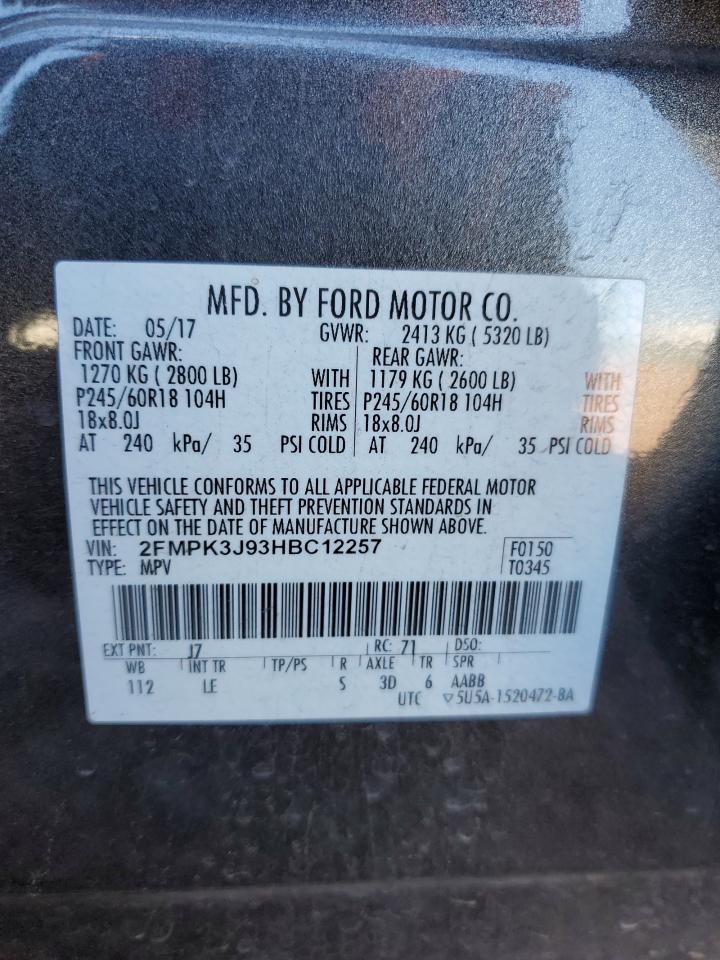 MFD. BY FORD MOTOR CO.
DATE: 05/17 GVWR: 2413 KG ( 5320 LB)
FRONT GAWR: REAR GAWR:
1270 KG ( 2800 LB) WITH 1179 KG ( 2600 LB) WITH
P245/60R18 104H TIRES P245/60R18 104H TIRES
18x8.0J RIMS 18x8.0J RIMS
AT 240 kPa/ 35 PSI COLD AT 240 kPa/ 35 PSI COLD
THIS VEHICLE CONFORMS TO ALL APPLICABLE FEDERAL MOTOR
VEHICLE SAFETY AND THEFT PREVENTION STANDARDS IN
EFFECT ON THE DATE OF MANUFACTURE SHOWN ABOVE.
VIN: 2FMPK3J93HBC12257 F0150
TYPE: MPV T0345
EXT PNT: J7 RC: 71 DSO:
WB INT TR TP/PS R AXLE TR SPR
112 LE S 3D 6 AABB
UTC ▽5U5A-1520472-BA